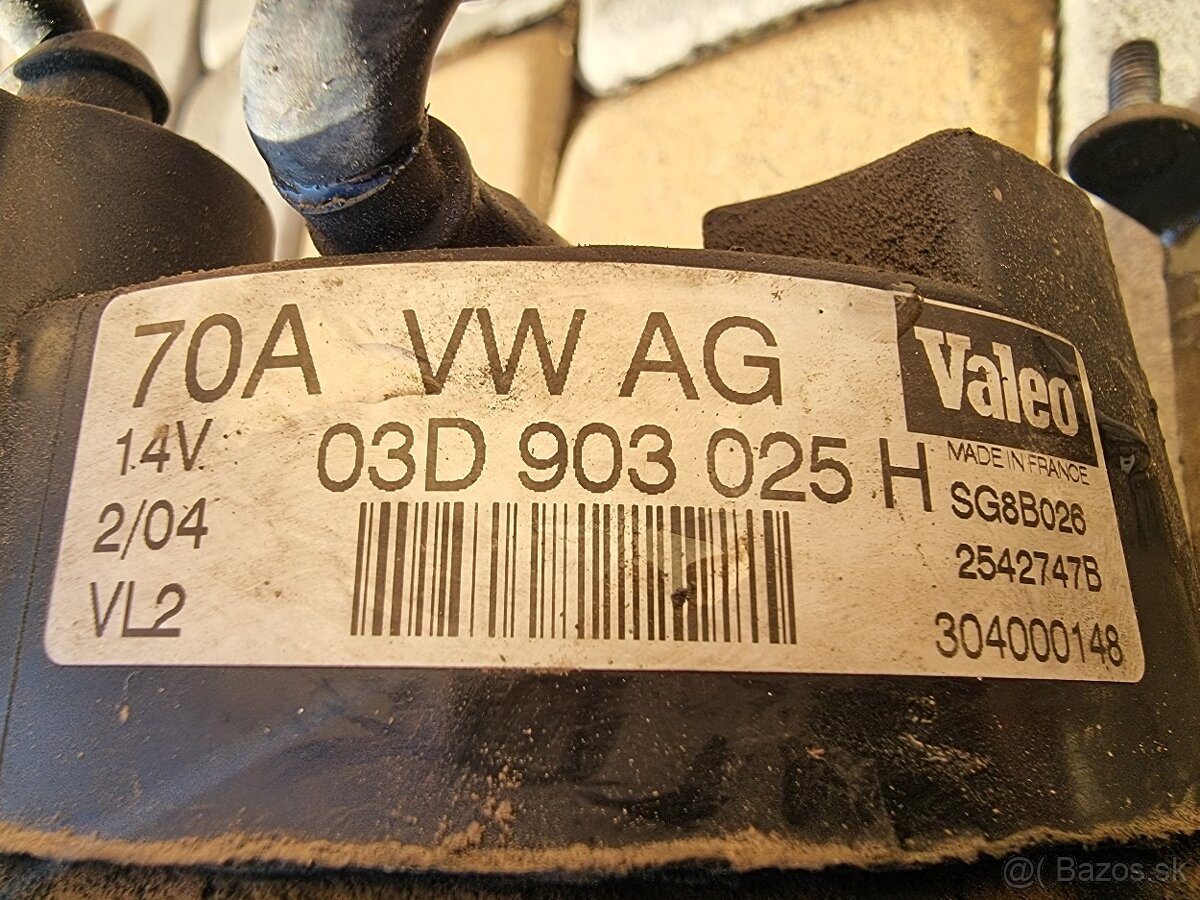 70A VW AG
Valeo
14V
03D 903 025 H
MADE IN FRANCE
2/04
SG8B026
2542747B
VL2
304000148
@( Bazos.sk